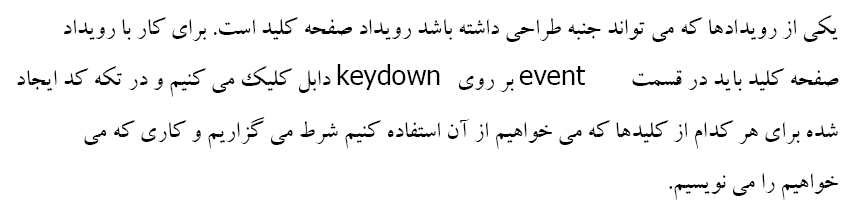 یکی از رویدادها که می تواند جنبه طراحی داشته باشد رویداد صفحه کلید است. برای کار با رویداد
صفحه کلید باید در قسمت event بر روی keydown دابل کلیک می کنیم و در تکه کد ایجاد
شده برای هر کدام از کلیدها که می خواهیم از آن استفاده کنیم شرط می گزاریم و کاری که می
خواهیم را می نویسیم.